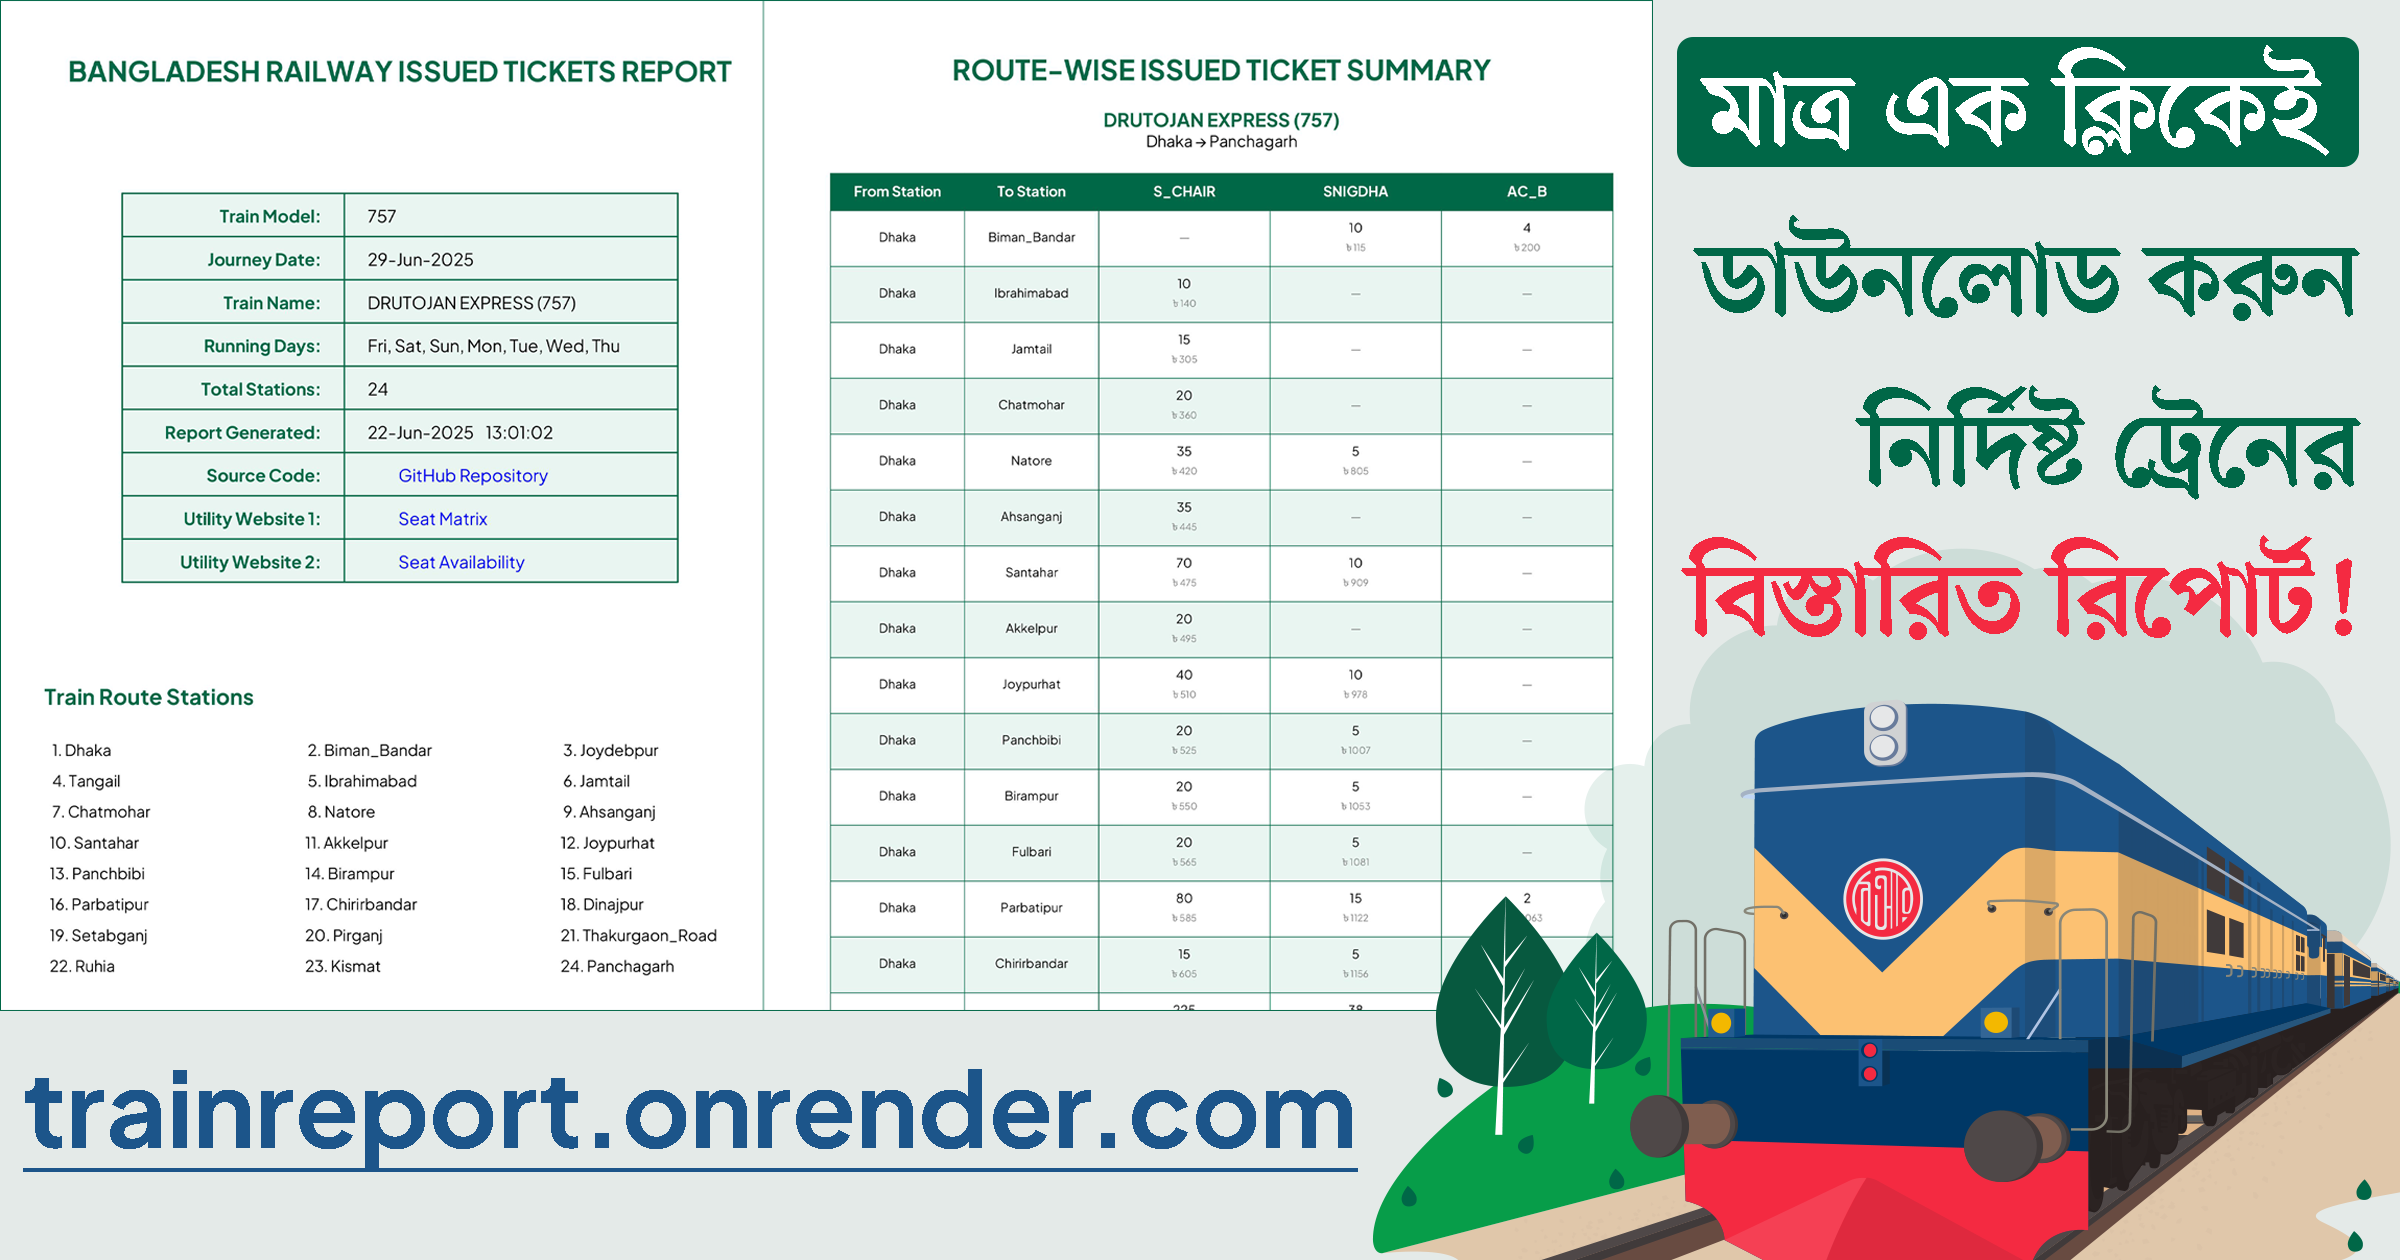 BANGLADESH RAILWAY ISSUED TICKETS REPORT
Train Model: 757
Journey Date: 29-Jun-2025
Train Name: DRUTOJAN EXPRESS (757)
Running Days: Fri, Sat, Sun, Mon, Tue, Wed, Thu
Total Stations: 24
Report Generated: 22-Jun-2025 13:01:02
Source Code: GitHub Repository
Utility Website 1: Seat Matrix
Utility Website 2: Seat Availability
Train Route Stations
1. Dhaka 2. Biman_Bandar 3. Joydebpur
4. Tangail 5. Ibrahimabad 6. Jamtail
7. Chatmohar 8. Natore 9. Ahsanganj
10. Santahar 11. Akkelpur 12. Joypurhat
13. Panchbibi 14. Birampur 15. Fulbari
16. Parbatipur 17. Chirirbandar 18. Dinajpur
19. Setabganj 20. Pirganj 21. Thakurgaon_Road
22. Ruhia 23. Kismat 24. Panchagarh
ROUTE-WISE ISSUED TICKET SUMMARY
DRUTOJAN EXPRESS (757)
Dhaka → Panchagarh
From Station To Station S_CHAIR SNIGDHA AC_B
Dhaka Biman_Bandar — 10 ৳ 115 4 ৳ 200
Dhaka Ibrahimabad 10 ৳ 140 — —
Dhaka Jamtail 15 ৳ 305 — —
Dhaka Chatmohar 20 ৳ 360 — —
Dhaka Natore 35 ৳ 420 5 ৳ 805 —
Dhaka Ahsanganj 35 ৳ 445 — —
Dhaka Santahar 70 ৳ 475 10 ৳ 909 —
Dhaka Akkelpur 20 ৳ 495 — —
Dhaka Joypurhat 40 ৳ 510 10 ৳ 978 —
Dhaka Panchbibi 20 ৳ 525 5 ৳ 1007 —
Dhaka Birampur 20 ৳ 550 5 ৳ 1053 —
Dhaka Fulbari 20 ৳ 565 5 ৳ 1081 —
Dhaka Parbatipur 80 ৳ 585 15 ৳ 1122 2
Dhaka Chirirbandar 15 ৳ 605 5 ৳ 1156
মাত্র এক ক্লিকেই
ডাউনলোড করুন
নির্দিষ্ট ট্রেনের
বিস্তারিত রিপোর্ট!
trainreport.onrender.com